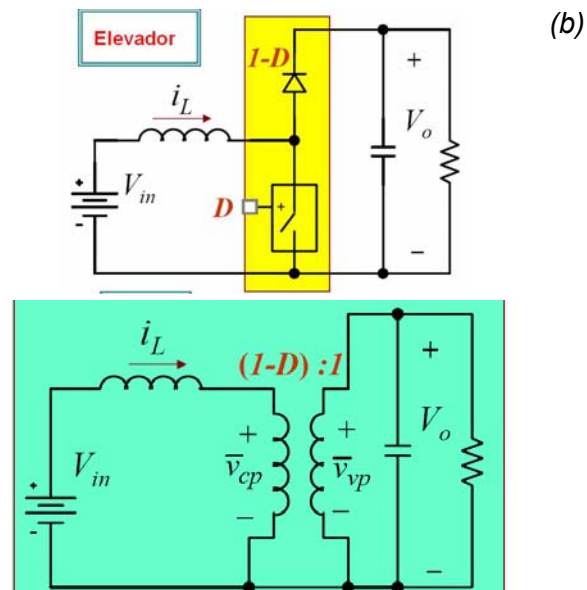 (b)
Elevador
1-D
i_L
+
V_o
V_in
+
-
D
+
-
i_L
(1-D) :1
+
V_o
+
+
V_in
v̅_cp
v̅_vp
+
-
-
-
-